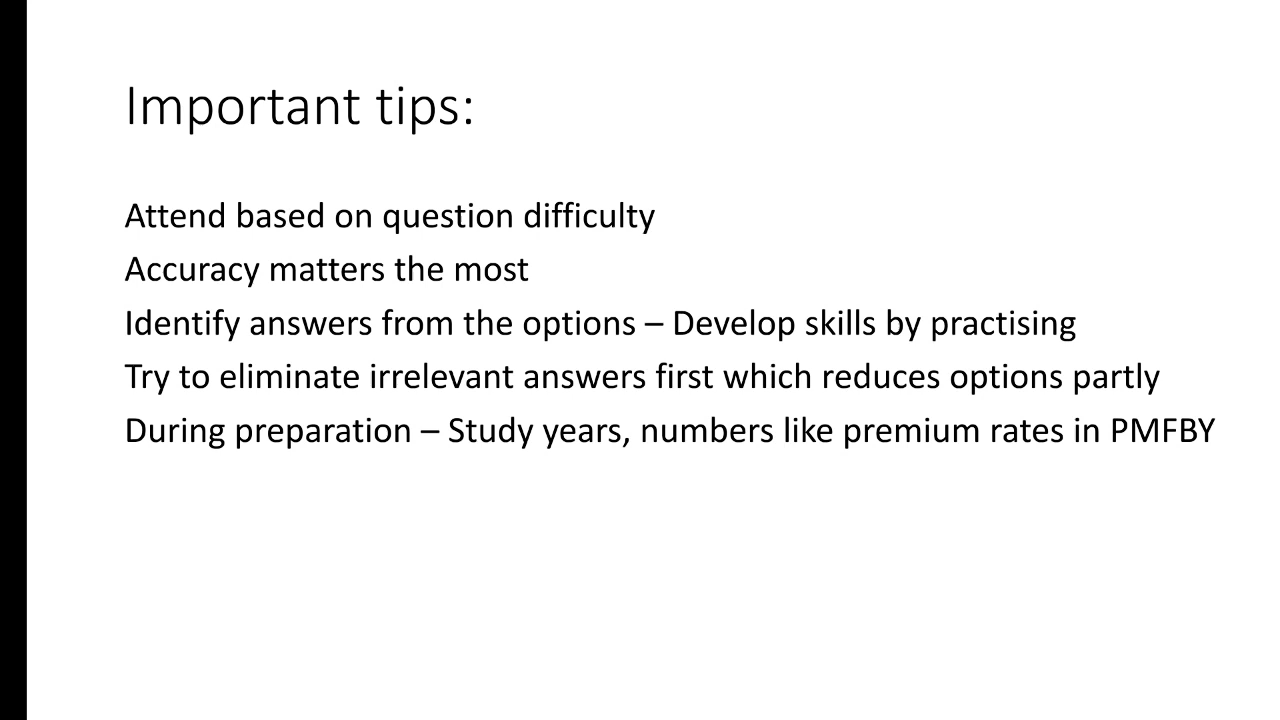 Important tips:
Attend based on question difficulty
Accuracy matters the most
Identify answers from the options – Develop skills by practising
Try to eliminate irrelevant answers first which reduces options partly
During preparation – Study years, numbers like premium rates in PMFBY